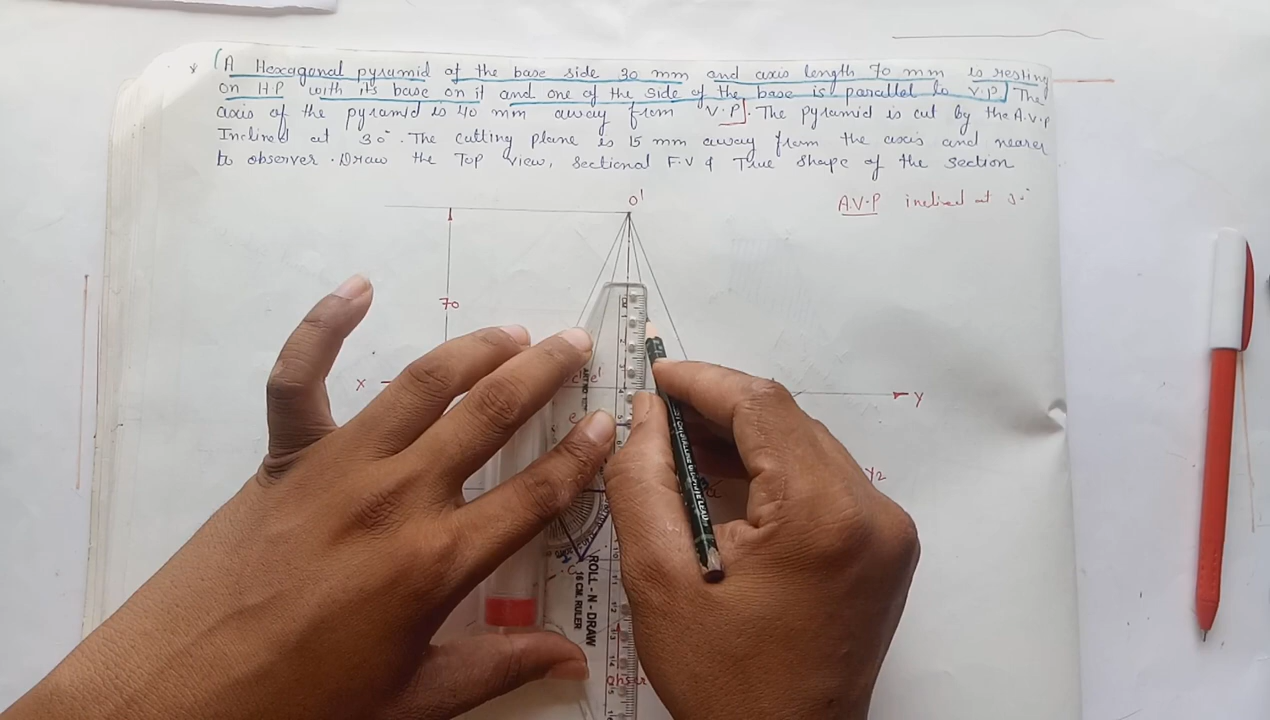 * (A Hexagonal pyramid of the base side 30 mm and axis length 70 mm is resting
on H.P with its base on it and one of the side of the base is parallel to V.P.] The
axis of the pyramid is 40 mm away from V.P]. The pyramid is cut by the A.V.P
Inclined at 30°. The cutting plane is 15 mm away from the axis and nearer
to observer. Draw the Top view, Sectional F.V & True shape of the section
A.V.P inclined at
O'
70
X
c' e'
Y
e
Y2
ROLL-N-DRAW
16 CM. RULER